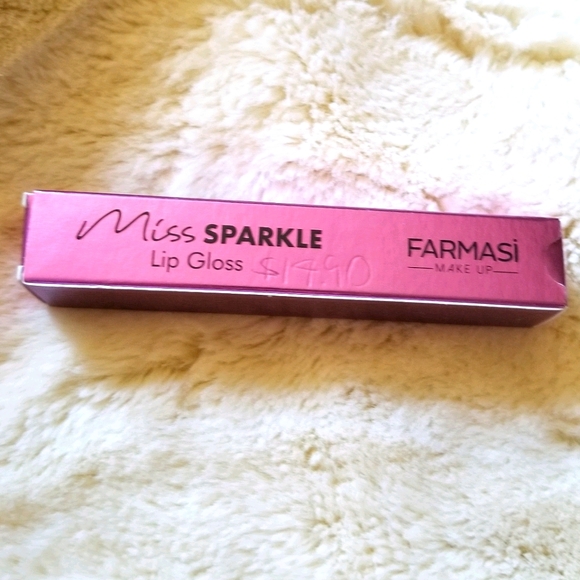 Miss SPARKLE
Lip Gloss $14.90
FARMASİ
MAKE UP